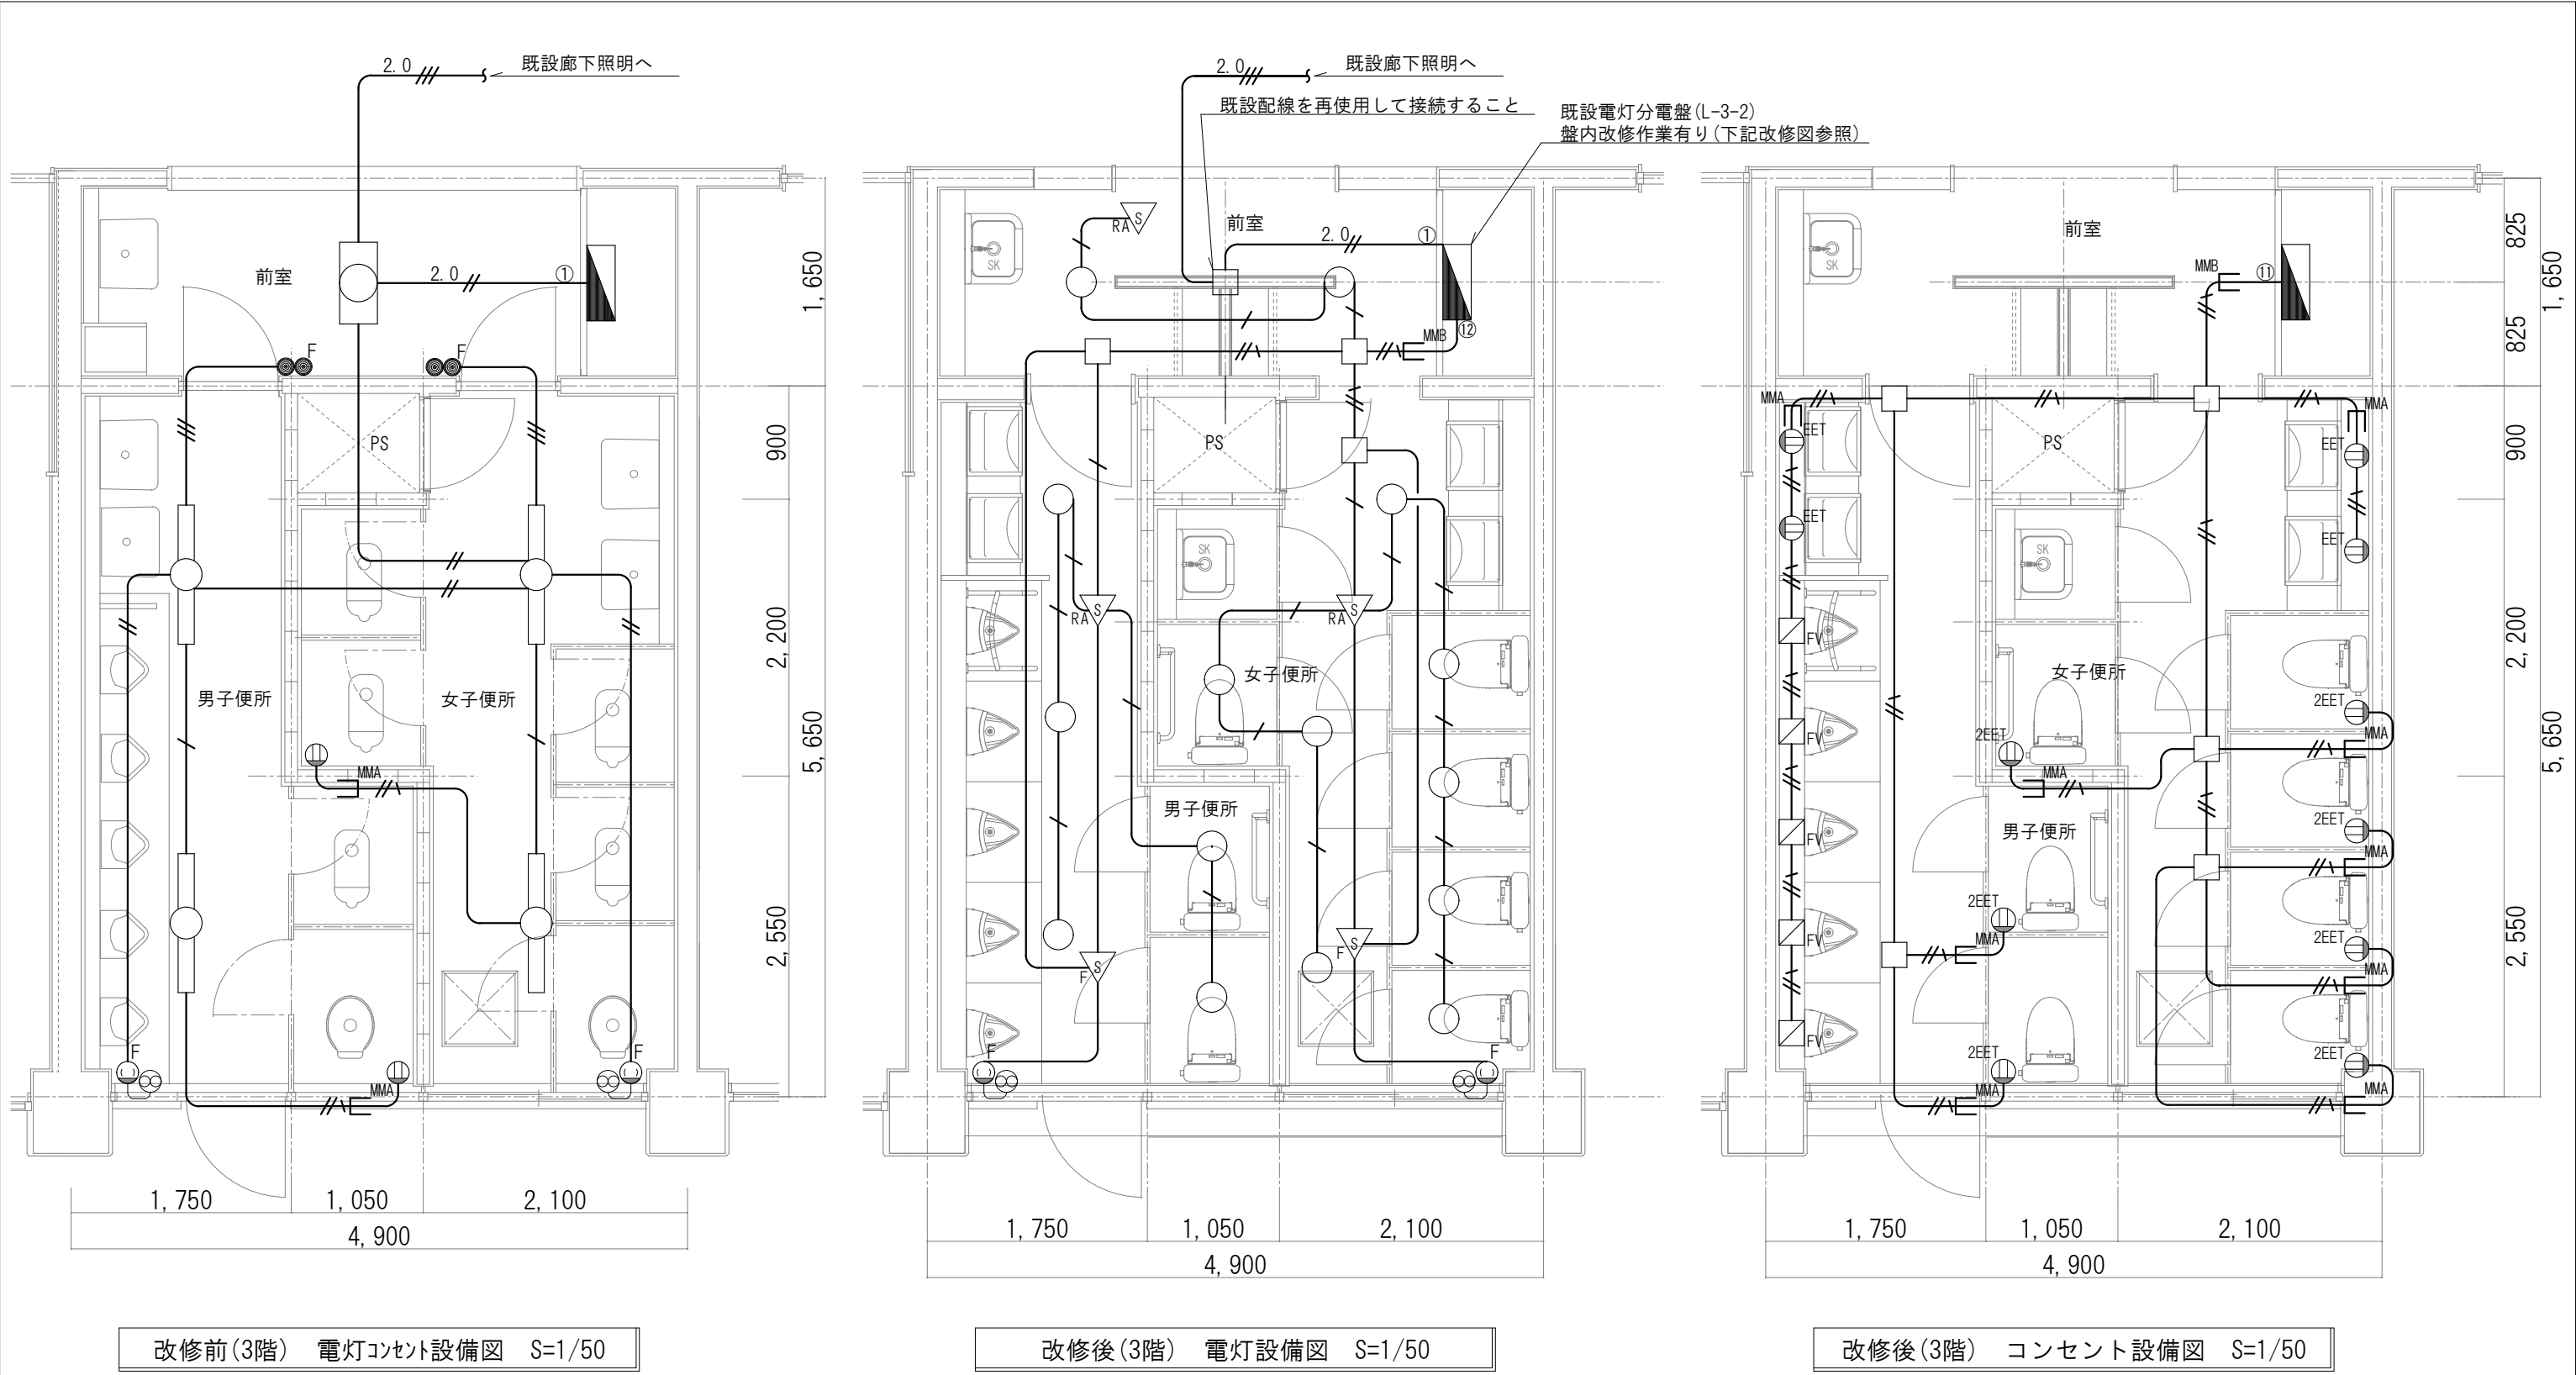 2.0
既設廊下照明へ
前室
2.0
①
F
F
PS
男子便所
女子便所
MMA
F
F
MMA
1,650
900
2,200
5,650
2,550
1,750
1,050
2,100
4,900
改修前(3階) 電灯コンセント設備図 S=1/50
2.0
既設廊下照明へ
既設配線を再使用して接続すること
既設電灯分電盤(L-3-2)
盤内改修作業有り(下記改修図参照)
S
RA
前室
2.0
①
SK
⑫
MMB
PS
SK
S
RA
S
RA
女子便所
男子便所
S
F
S
F
F
F
1,750
1,050
2,100
4,900
改修後(3階) 電灯設備図 S=1/50
前室
SK
MMB
⑪
MMA
MMA
EET
EET
PS
EET
EET
SK
FV
女子便所
2EET
FV
2EET
MMA
MMA
男子便所
2EET
FV
MMA
2EET
FV
MMA
2EET
MMA
FV
2EET
2EET
MMA
MMA
825
1,650
825
900
2,200
5,650
2,550
1,750
1,050
2,100
4,900
改修後(3階) コンセント設備図 S=1/50